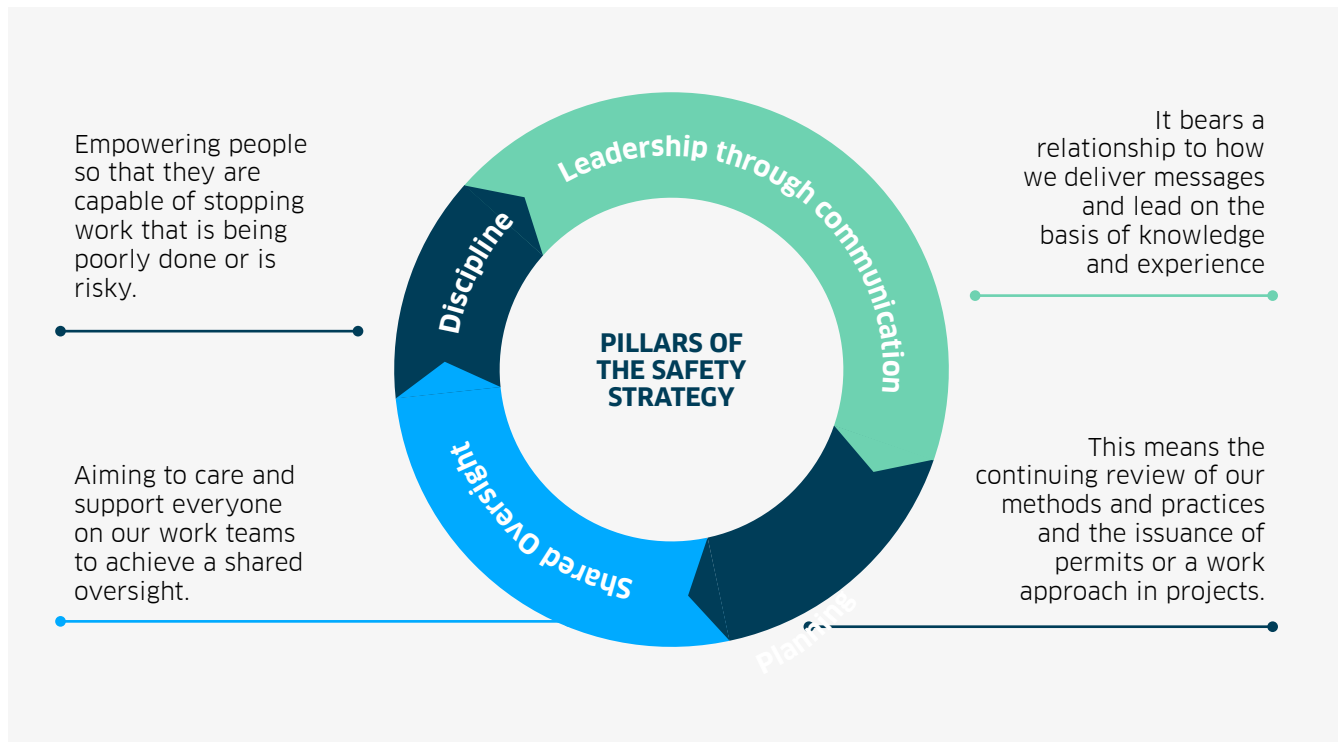 Empowering people
so that they are
capable of stopping
work that is being
poorly done or is
risky.
Leadership through communication
It bears a
relationship to how
we deliver messages
and lead on the
basis of knowledge
and experience
Discipline
PILLARS OF
THE SAFETY
STRATEGY
Aiming to care and
support everyone
on our work teams
to achieve a shared
oversight.
Shared Oversight
Planning
This means the
continuing review of our
methods and practices
and the issuance of
permits or a work
approach in projects.